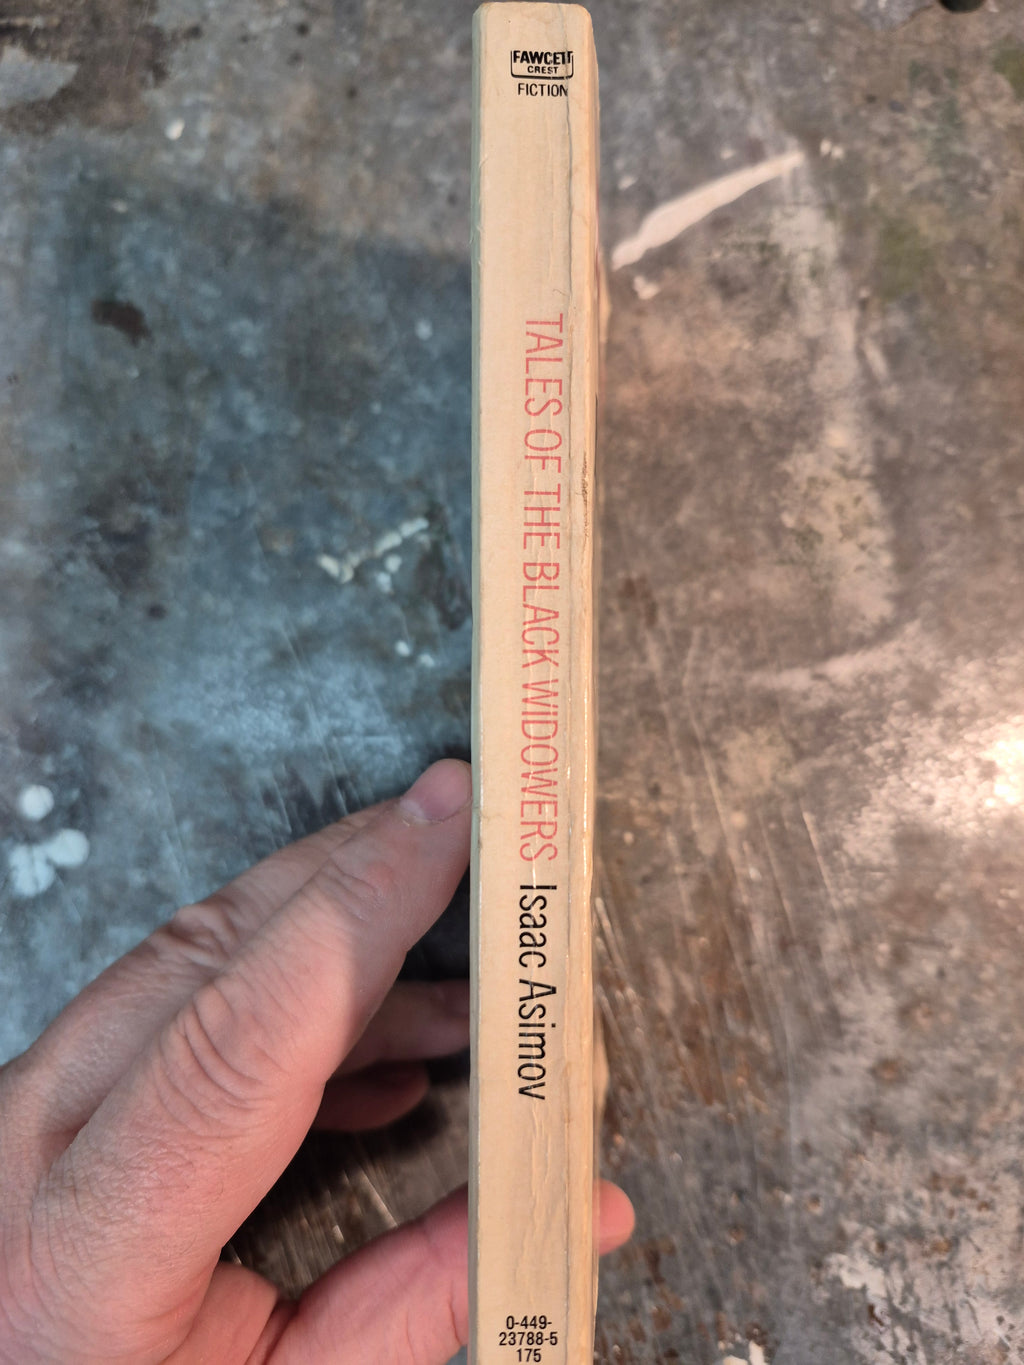 FAWCETT
CREST
FICTION
TALES OF THE BLACK WIDOWERS Isaac Asimov
0-449-
23788-5
175